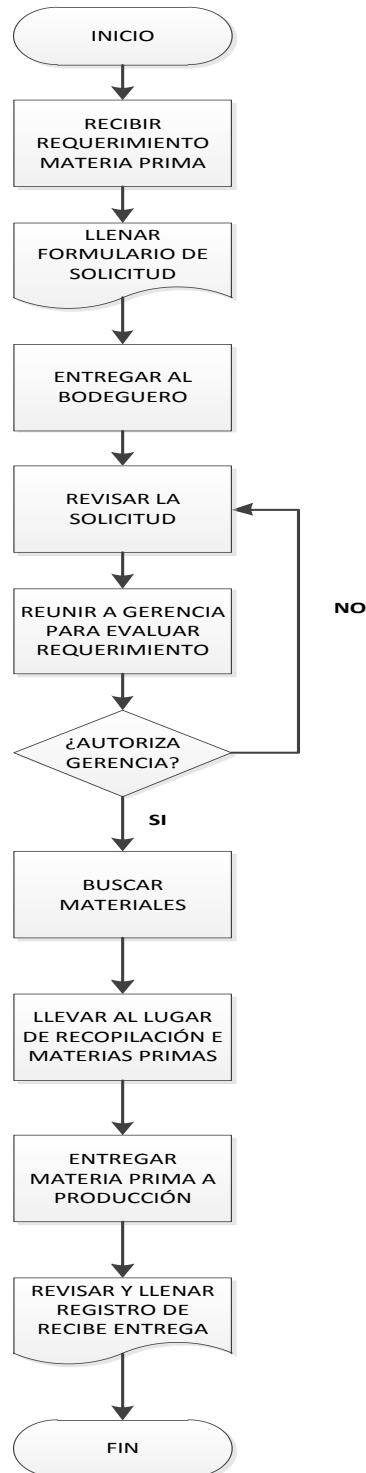 INICIO
RECIBIR
REQUERIMIENTO
MATERIA PRIMA
LLENAR
FORMULARIO DE
SOLICITUD
ENTREGAR AL
BODEGUERO
REVISAR LA
SOLICITUD
REUNIR A GERENCIA
PARA EVALUAR
REQUERIMIENTO
NO
¿AUTORIZA
GERENCIA?
SI
BUSCAR
MATERIALES
LLEVAR AL LUGAR
DE RECOPILACIÓN E
MATERIAS PRIMAS
ENTREGAR
MATERIA PRIMA A
PRODUCCIÓN
REVISAR Y LLENAR
REGISTRO DE
RECIBE ENTREGA
FIN